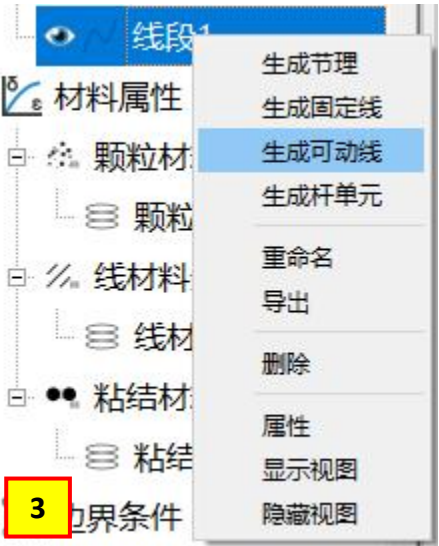 线段1
生成节理
δ
ε
材料属性
生成固定线
颗粒材
生成可动线
生成杆单元
颗粒
重命名
线材料
导出
线材
删除
粘结材
属性
粘结
显示视图
3
边界条件
隐藏视图